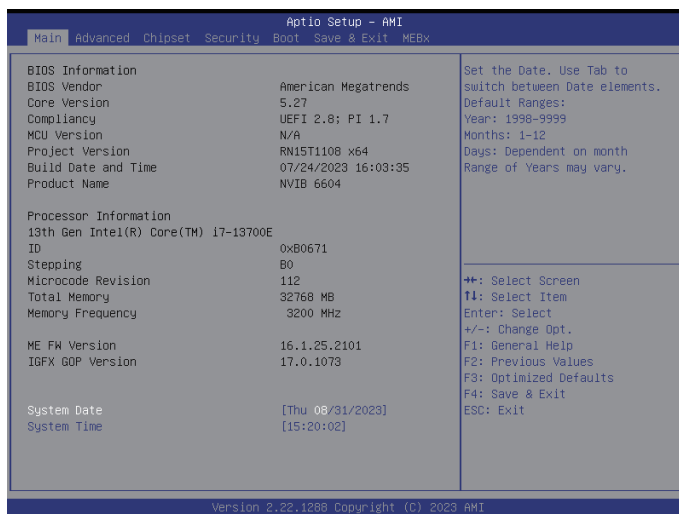 Aptio Setup – AMI
Main Advanced Chipset Security Boot Save & Exit MEBx
BIOS Information
BIOS Vendor American Megatrends
Core Version 5.27
Compliancy UEFI 2.8; PI 1.7
MCU Version N/A
Project Version RN15T1108 x64
Build Date and Time 07/24/2023 16:03:35
Product Name NVIB 6604
Processor Information
13th Gen Intel(R) Core(TM) i7-13700E
ID 0xB0671
Stepping B0
Microcode Revision 112
Total Memory 32768 MB
Memory Frequency 3200 MHz
ME FW Version 16.1.25.2101
IGFX GOP Version 17.0.1073
System Date [Thu 08/31/2023]
System Time [15:20:02]
Set the Date. Use Tab to
switch between Date elements.
Default Ranges:
Year: 1998-9999
Months: 1-12
Days: Dependent on month
Range of Years may vary.
→←: Select Screen
↑↓: Select Item
Enter: Select
+/-: Change Opt.
F1: General Help
F2: Previous Values
F3: Optimized Defaults
F4: Save & Exit
ESC: Exit
Version 2.22.1288 Copyright (C) 2023 AMI